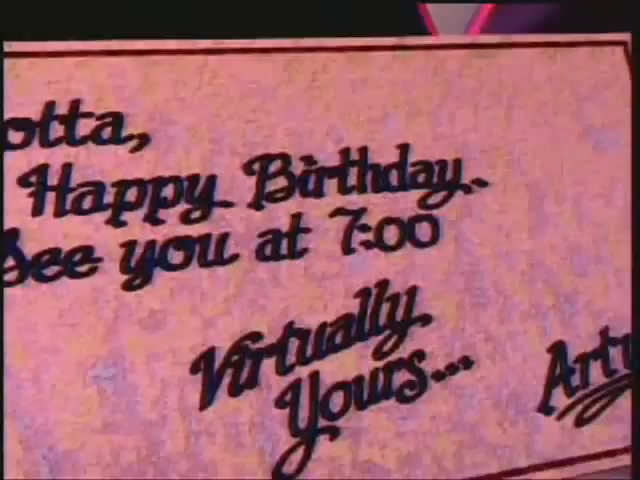 otta,
Happy Birthday.
See you at 7:00
Virtually
Yours...
Art